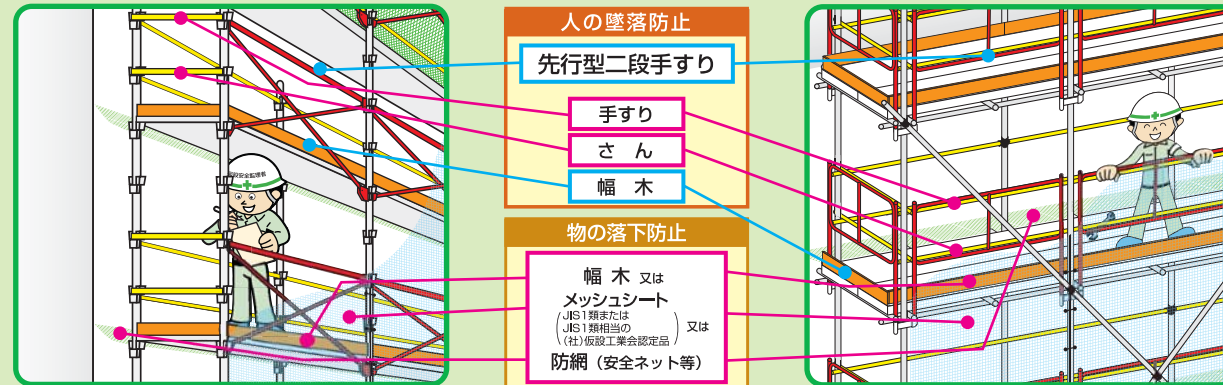 人の墜落防止
先行型二段手すり
手すり
さん
幅木
物の落下防止
幅木 又は
メッシュシート
(JIS1類または
JIS1類相当の
(社)仮設工業会認定品) 又は
防網(安全ネット等)